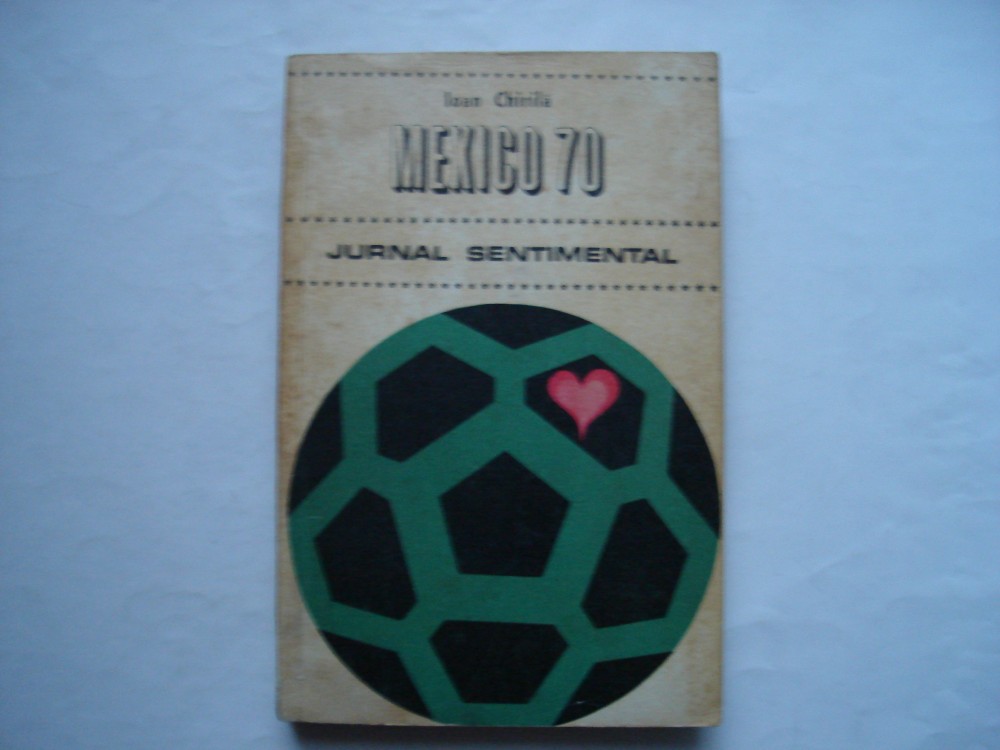 Ioan Chirilă
MEXICO 70
JURNAL SENTIMENTAL